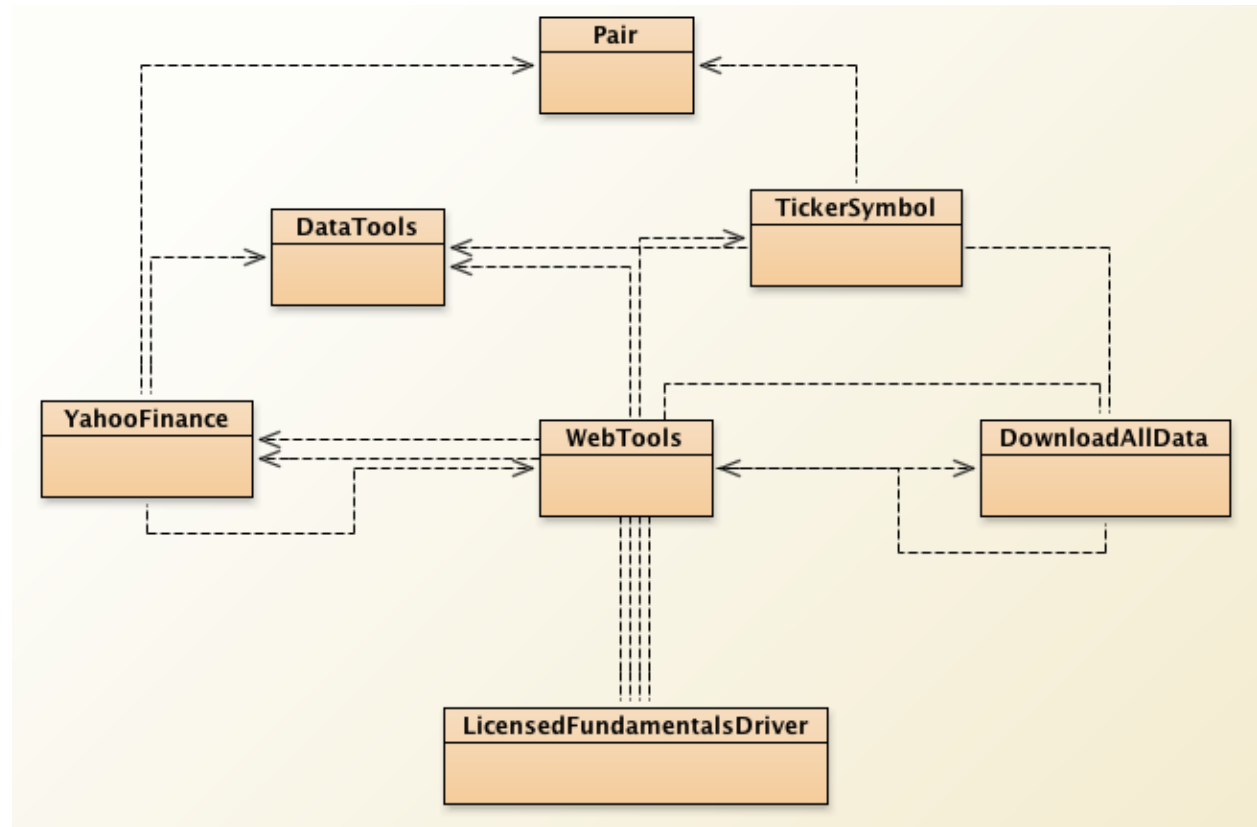 Pair
TickerSymbol
DataTools
YahooFinance
WebTools
DownloadAllData
LicensedFundamentalsDriver